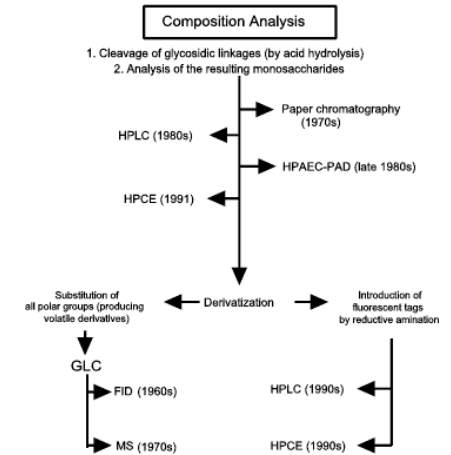 Composition Analysis
1. Cleavage of glycosidic linkages (by acid hydrolysis)
2. Analysis of the resulting monosaccharides
Paper chromatography
(1970s)
HPLC (1980s)
HPAEC-PAD (late 1980s)
HPCE (1991)
Substitution of
all polar groups (producing
volatile derivatives)
Derivatization
Introduction of
fluorescent tags
by reductive amination
GLC
FID (1960s)
MS (1970s)
HPLC (1990s)
HPCE (1990s)